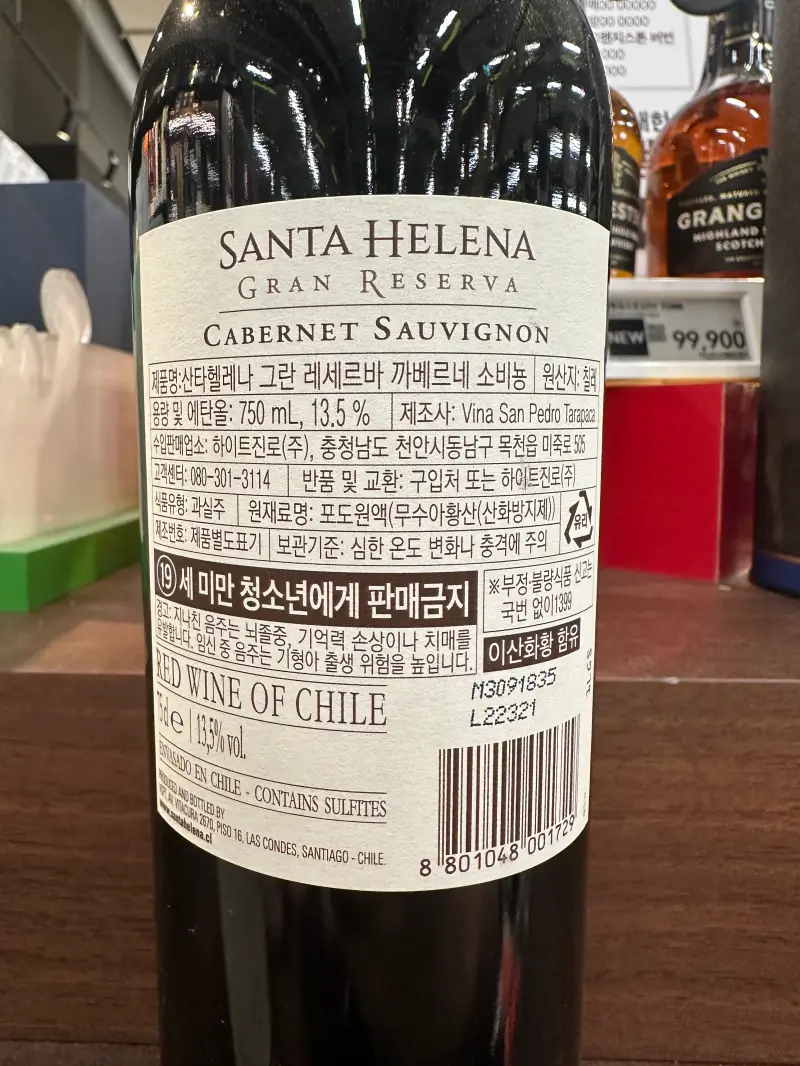 SANTA HELENA
GRAN RESERVA
CABERNET SAUVIGNON
제품명:산타헬레나 그란 레세르바 까베르네 소비뇽 원산지: 칠레
용량 및 에탄올: 750 mL, 13.5 % 제조사: Vina San Pedro Tarapaca
수입판매업소: 하이트진로(주), 충청남도 천안시동남구 목천읍 미죽로 505
고객센터: 080-301-3114 반품 및 교환: 구입처 또는 하이트진로(주)
식품유형: 과실주 원재료명: 포도원액(무수아황산(산화방지제))
제조번호: 제품별도표기 보관기준: 심한 온도 변화나 충격에 주의
유리
19 세 미만 청소년에게 판매금지
※부정·불량식품 신고는
국번 없이1399
경고: 지나친 음주는 뇌졸중, 기억력 손상이나 치매를
유발합니다. 임신 중 음주는 기형아 출생 위험을 높입니다.
이산화황 함유
RED WINE OF CHILE
75cl e | 13,5% vol.
N3091835
L22321
ENVASADO EN CHILE - CONTAINS SULFITES
PRODUCED AND BOTTLED BY
VSPT, AV. VITACURA 2670, PISO 16, LAS CONDES, SANTIAGO - CHILE.
www.santahelena.cl
8 801048 001729
GRANG
HIGHLAND
SCOTCH
NEW
99,900